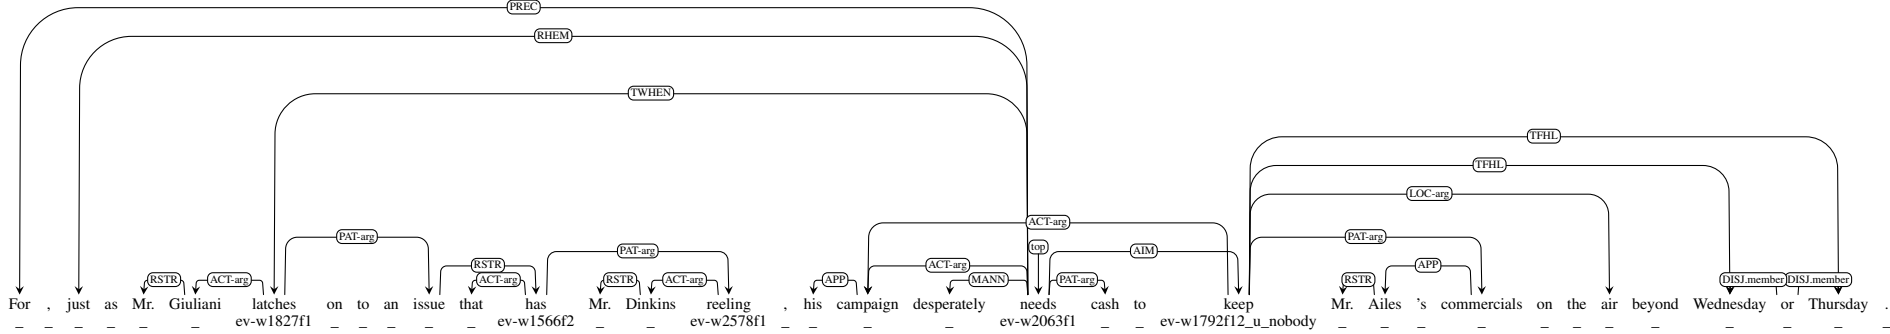 PREC
RHEM
TWHEN
TFHL
TFHL
LOC-arg
ACT-arg
PAT-arg PAT-arg top AIM PAT-arg
RSTR ACT-arg APP
RSTR ACT-arg ACT-arg RSTR ACT-arg APP MANN PAT-arg RSTR DISJ.member DISJ.member
For , just as Mr. Giuliani latches on to an issue that has Mr. Dinkins reeling , his campaign desperately needs cash to keep Mr. Ailes 's commercials on the air beyond Wednesday or Thursday .
_ _ _ _ _ _ ev-w1827f1 _ _ _ _ _ ev-w1566f2 _ _ ev-w2578f1 _ _ _ _ ev-w2063f1 _ _ ev-w1792f12_u_nobody _ _ _ _ _ _ _ _ _ _ _ _